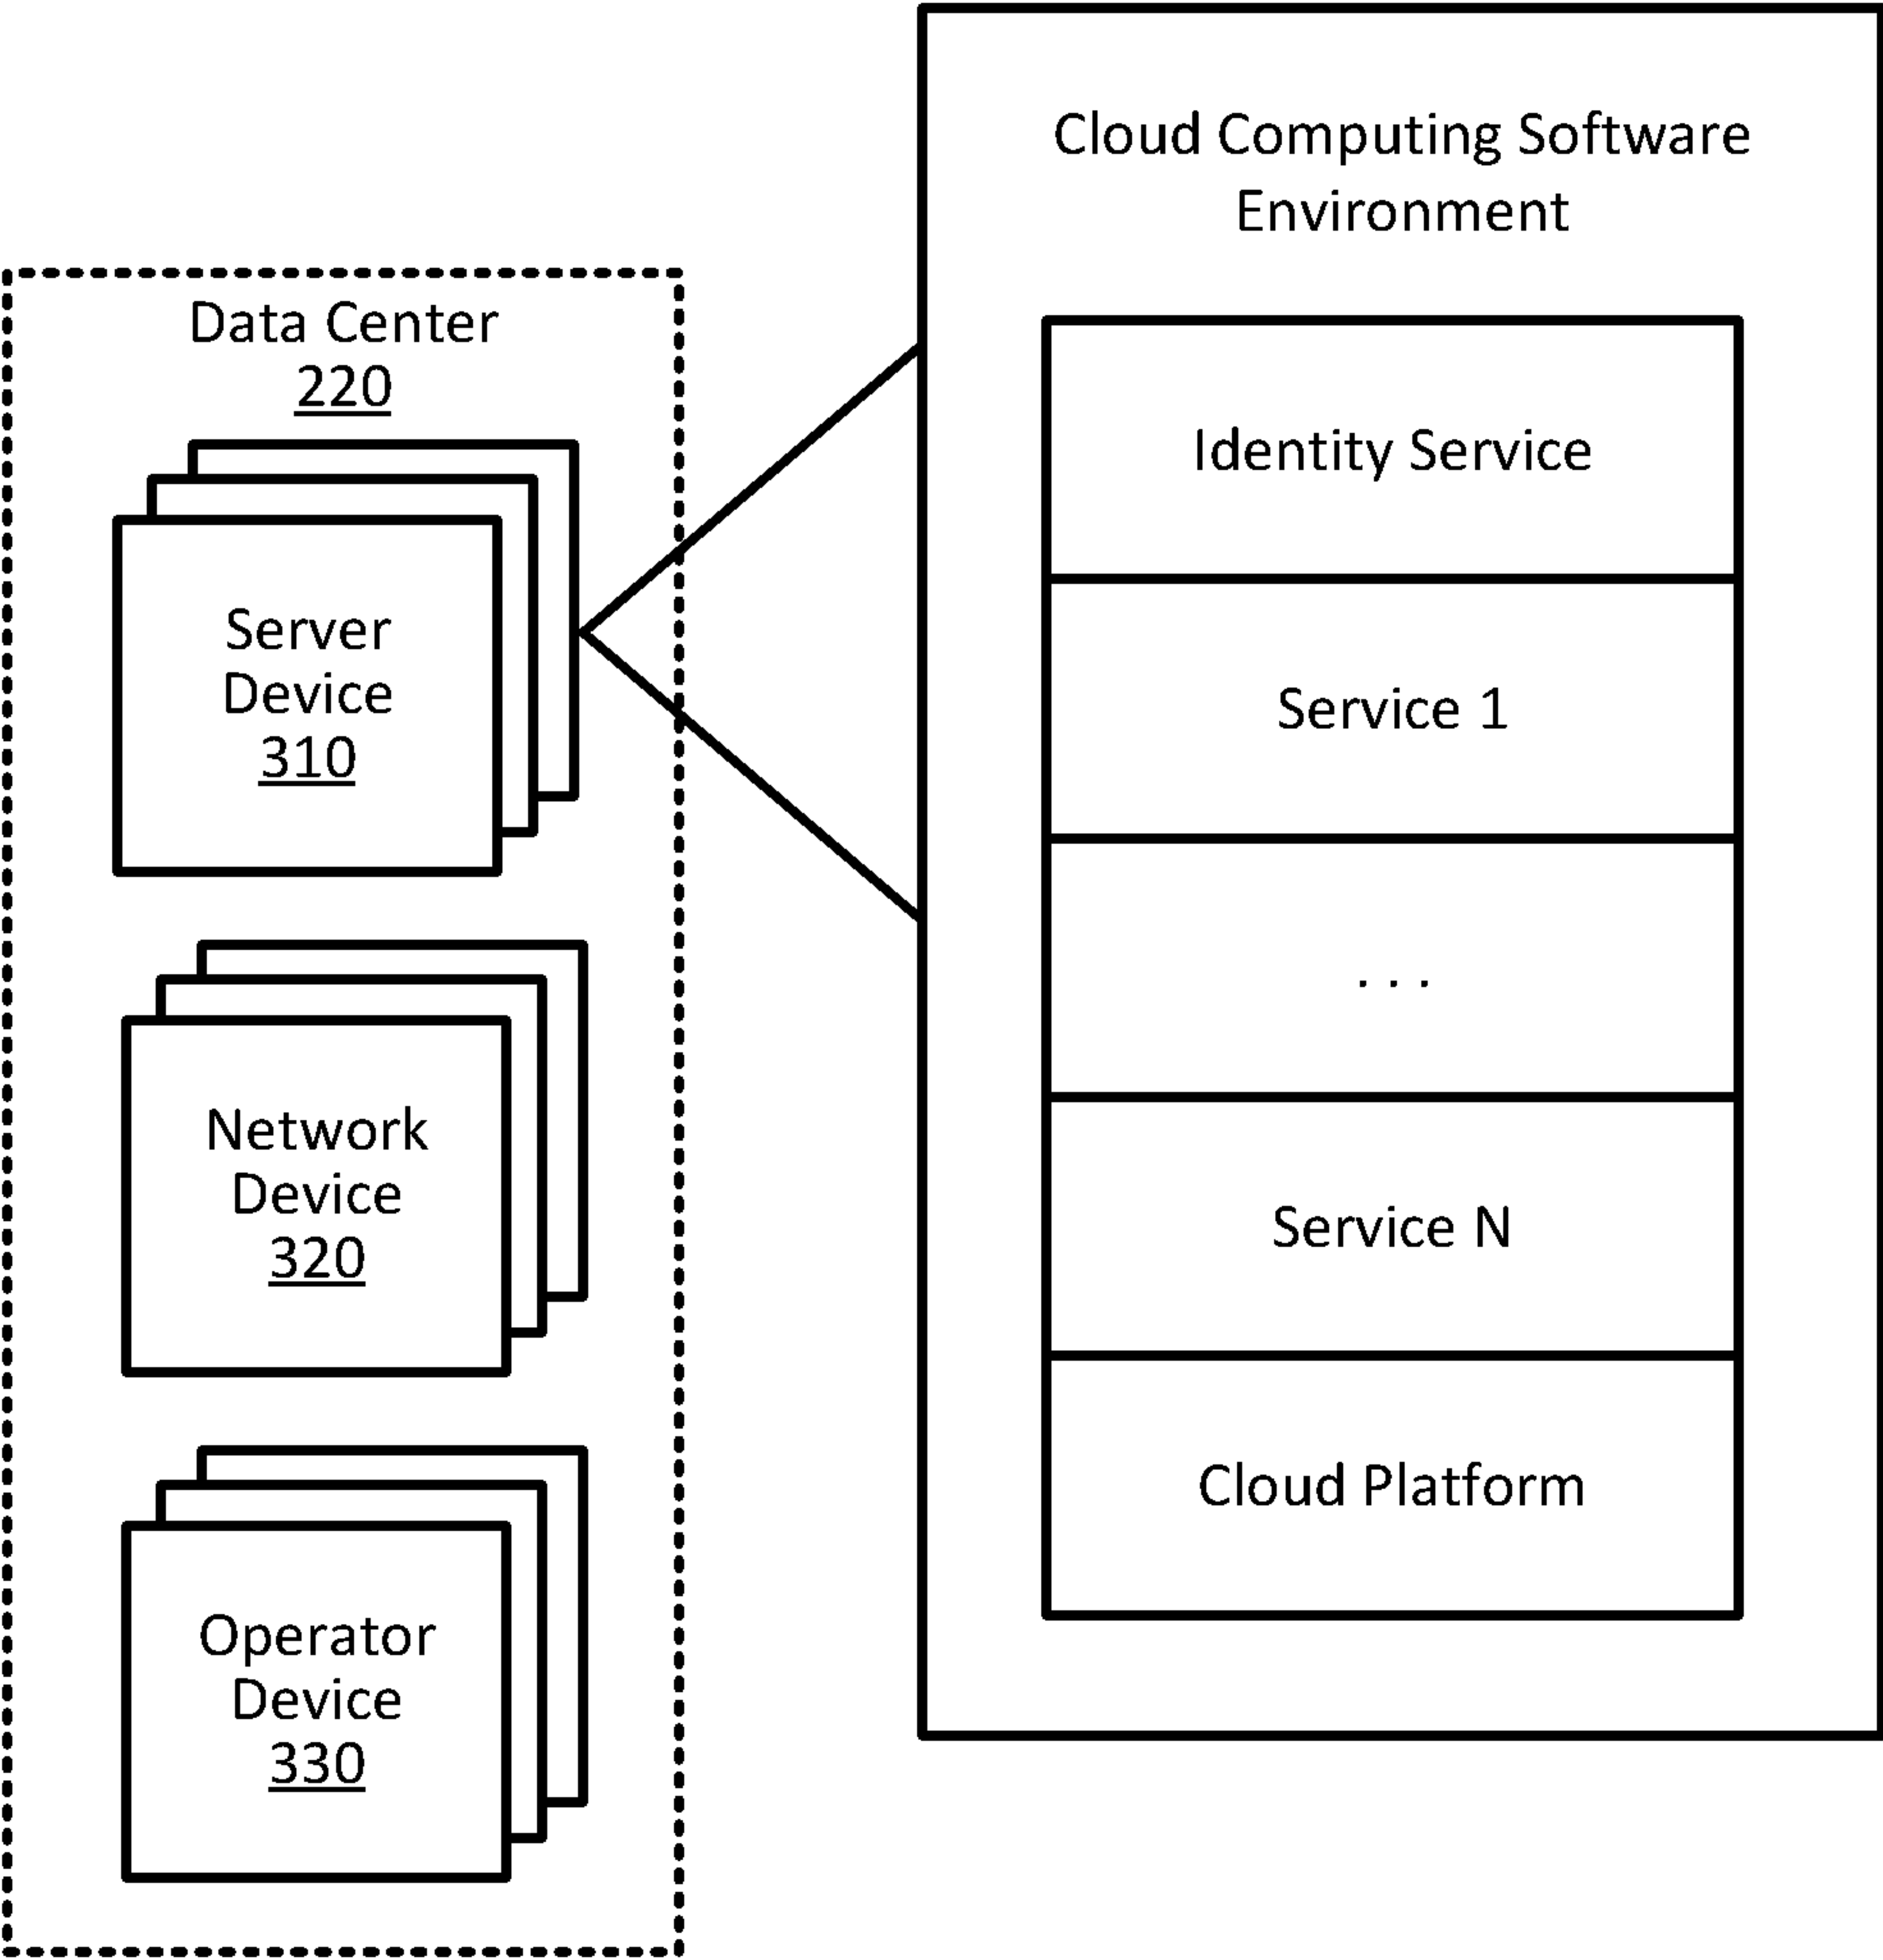 Data Center
220
Server
Device
310
Network
Device
320
Operator
Device
330
Cloud Computing Software
Environment
Identity Service
Service 1
. . .
Service N
Cloud Platform